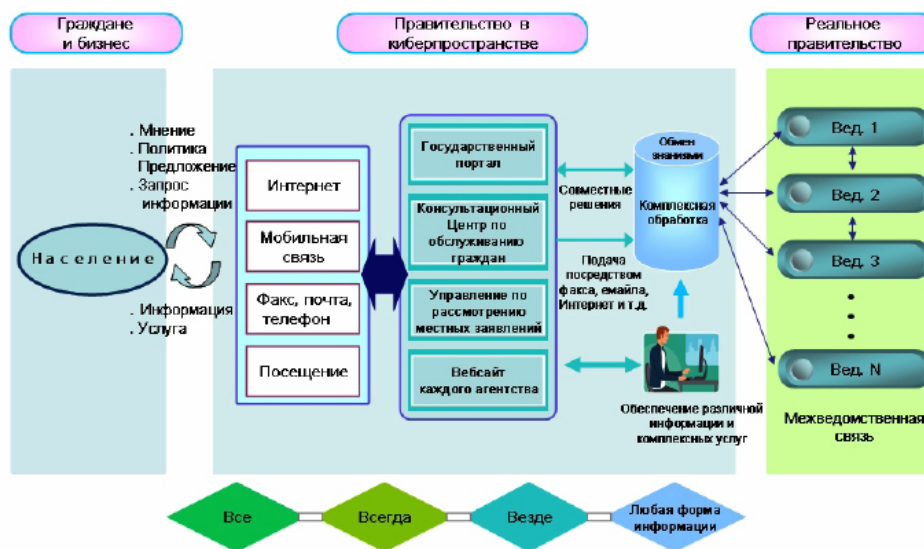 Граждане
и бизнес
Правительство в
киберпространстве
Реальное
правительство
. Мнение
. Политика
Предложение
. Запрос
информации
Население
. Информация
. Услуга
Интернет
Мобильная
связь
Факс, почта,
телефон
Посещение
Государственный
портал
Консультационный
Центр по
обслуживанию
граждан
Управление по
рассмотрению
местных заявлений
Вебсайт
каждого агентства
Совместные
решения
Подача
посредством
факса, емайла,
Интернет и т.д.
Обмен
знаниями
Комплексная
обработка
Обеспечение различной
информации и
комплексных услуг
Вед. 1
Вед. 2
Вед. 3
Вед. N
Межведомственная
связь
Все
Всегда
Везде
Любая форма
информации